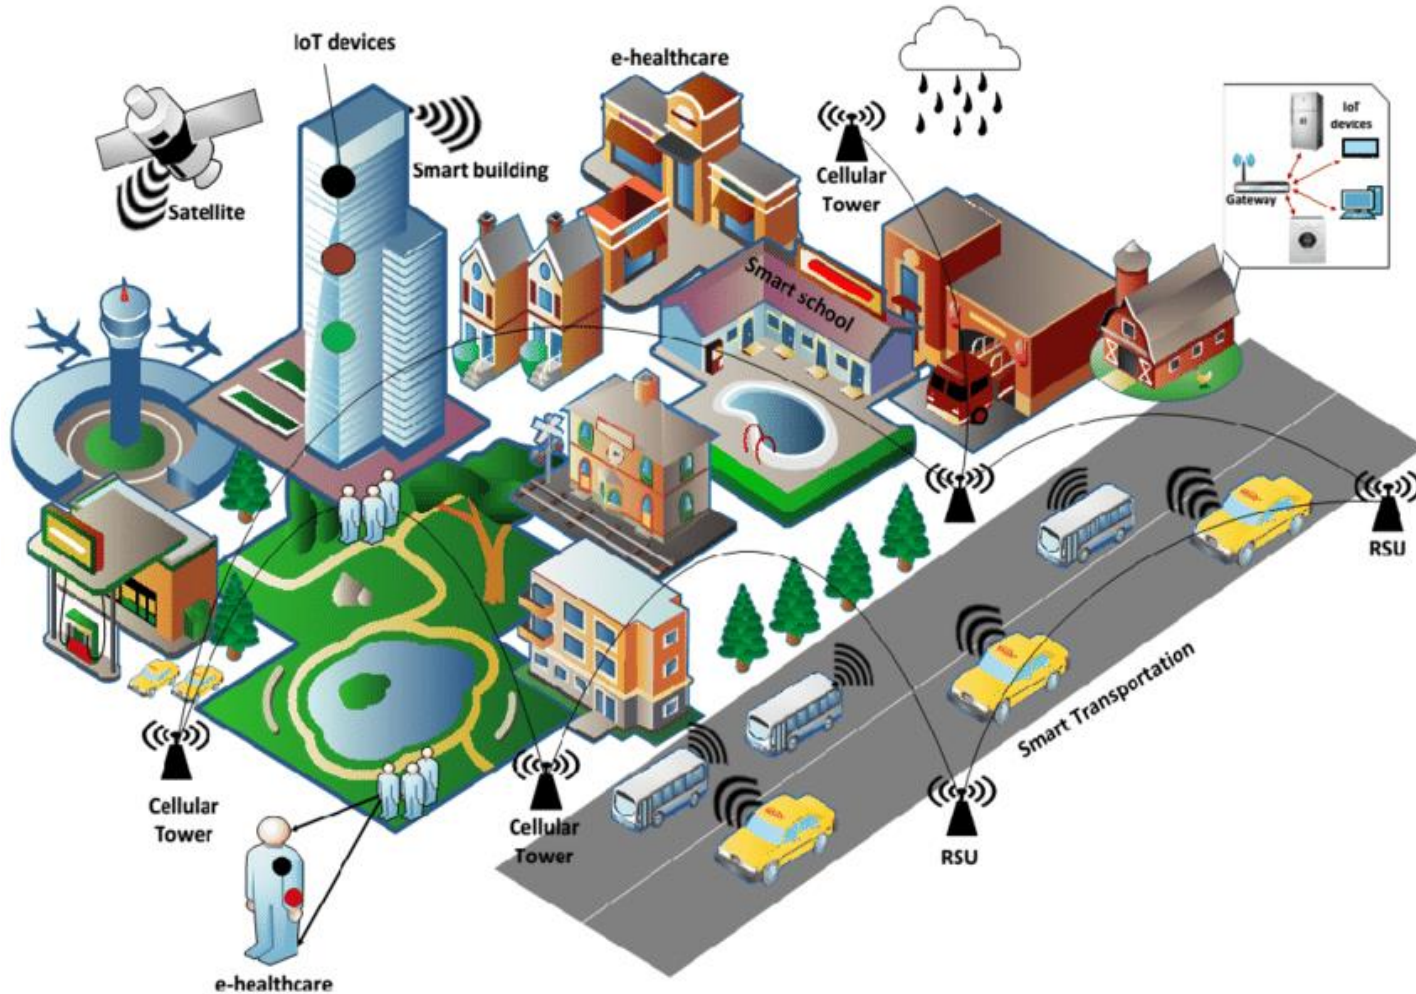 IoT devices
e-healthcare
IoT
devices
Smart building
Cellular
Tower
Satellite
Gateway
Smart school
RSU
Smart Transportation
Cellular
Tower
Cellular
Tower
RSU
e-healthcare